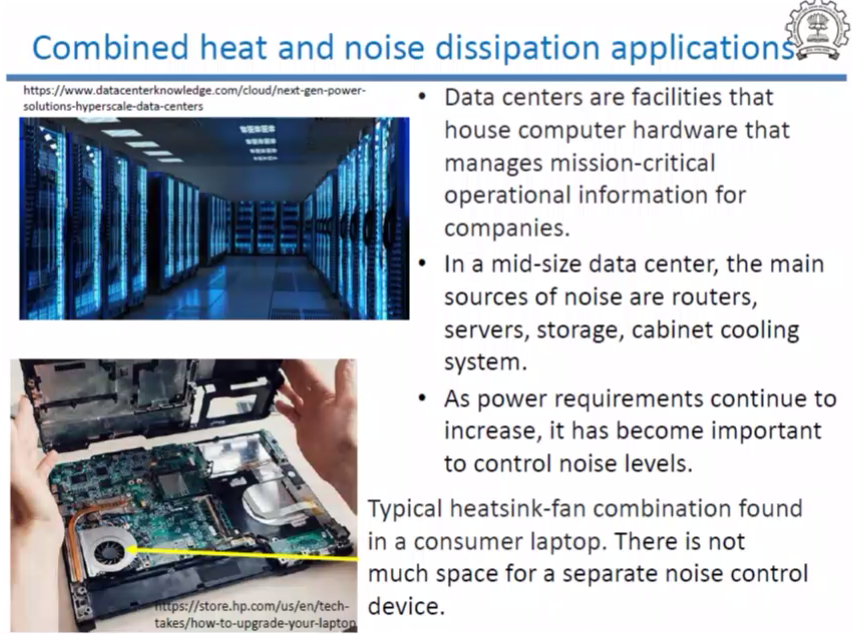 Combined heat and noise dissipation applications
https://www.datacenterknowledge.com/cloud/next-gen-power-
solutions-hyperscale-data-centers
• Data centers are facilities that
house computer hardware that
manages mission-critical
operational information for
companies.
• In a mid-size data center, the main
sources of noise are routers,
servers, storage, cabinet cooling
system.
• As power requirements continue to
increase, it has become important
to control noise levels.
Typical heatsink-fan combination found
in a consumer laptop. There is not
much space for a separate noise control
device.
https://store.hp.com/us/en/tech-
takes/how-to-upgrade-your-laptop